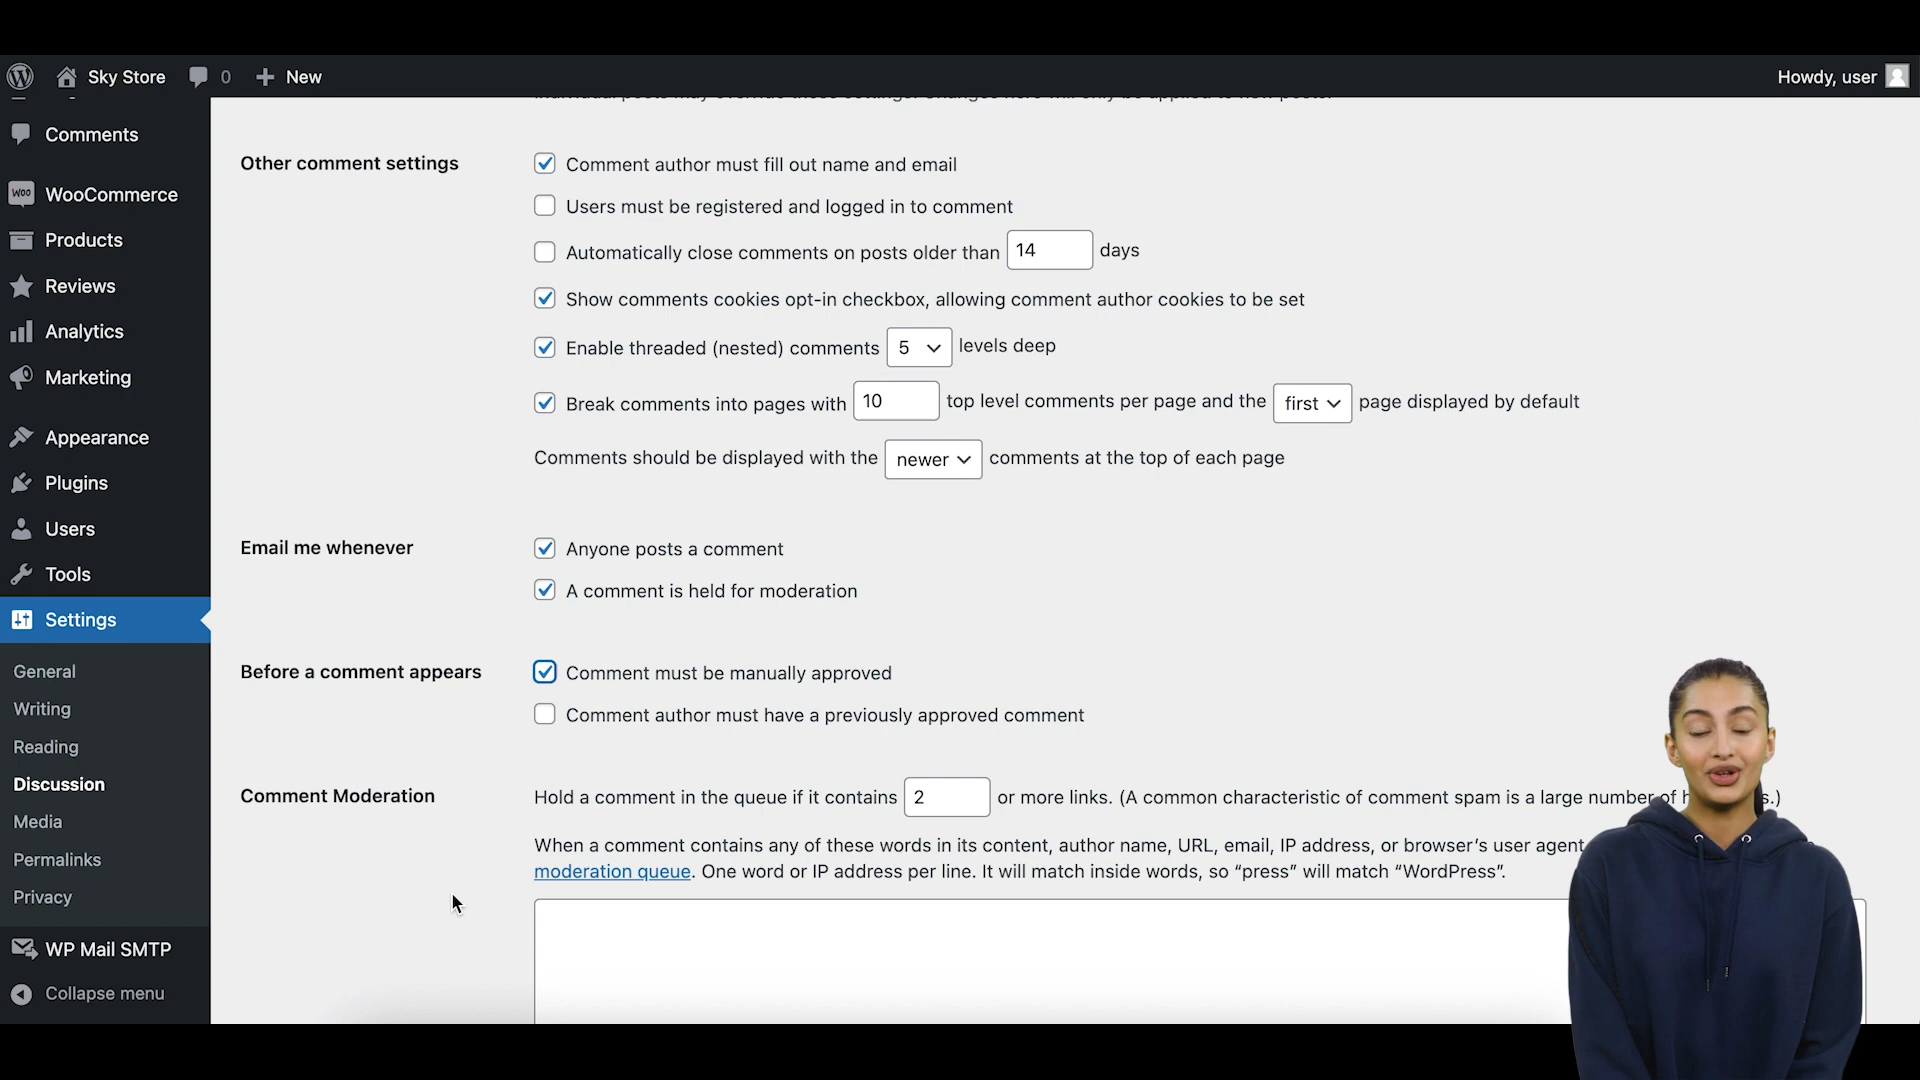 Sky Store 0 New Howdy, user
Comments
WooCommerce
Products
Reviews
Analytics
Marketing
Appearance
Plugins
Users
Tools
Settings
General
Writing
Reading
Discussion
Media
Permalinks
Privacy
WP Mail SMTP
Collapse menu
Other comment settings
Comment author must fill out name and email
Users must be registered and logged in to comment
Automatically close comments on posts older than 14 days
Show comments cookies opt-in checkbox, allowing comment author cookies to be set
Enable threaded (nested) comments 5 levels deep
Break comments into pages with 10 top level comments per page and the first page displayed by default
Comments should be displayed with the newer comments at the top of each page
Email me whenever
Anyone posts a comment
A comment is held for moderation
Before a comment appears
Comment must be manually approved
Comment author must have a previously approved comment
Comment Moderation
Hold a comment in the queue if it contains 2 or more links. (A common characteristic of comment spam is a large number of
When a comment contains any of these words in its content, author name, URL, email, IP address, or browser’s user agent
moderation queue. One word or IP address per line. It will match inside words, so “press” will match “WordPress”.